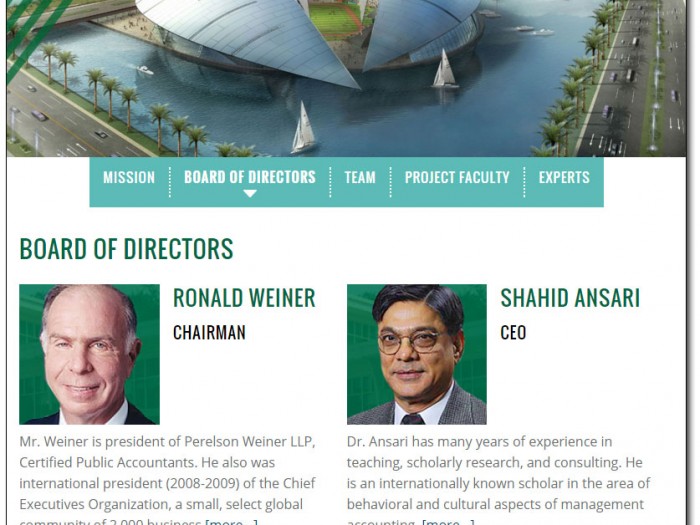 MISSION
BOARD OF DIRECTORS
TEAM
PROJECT FACULTY
EXPERTS
BOARD OF DIRECTORS
RONALD WEINER
CHAIRMAN
Mr. Weiner is president of Perelson Weiner LLP,
Certified Public Accountants. He also was
international president (2008-2009) of the Chief
Executives Organization, a small, select global
community of 2,000 business [more...]
SHAHID ANSARI
CEO
Dr. Ansari has many years of experience in
teaching, scholarly research, and consulting. He
is an internationally known scholar in the area of
behavioral and cultural aspects of management
accounting. [more...]